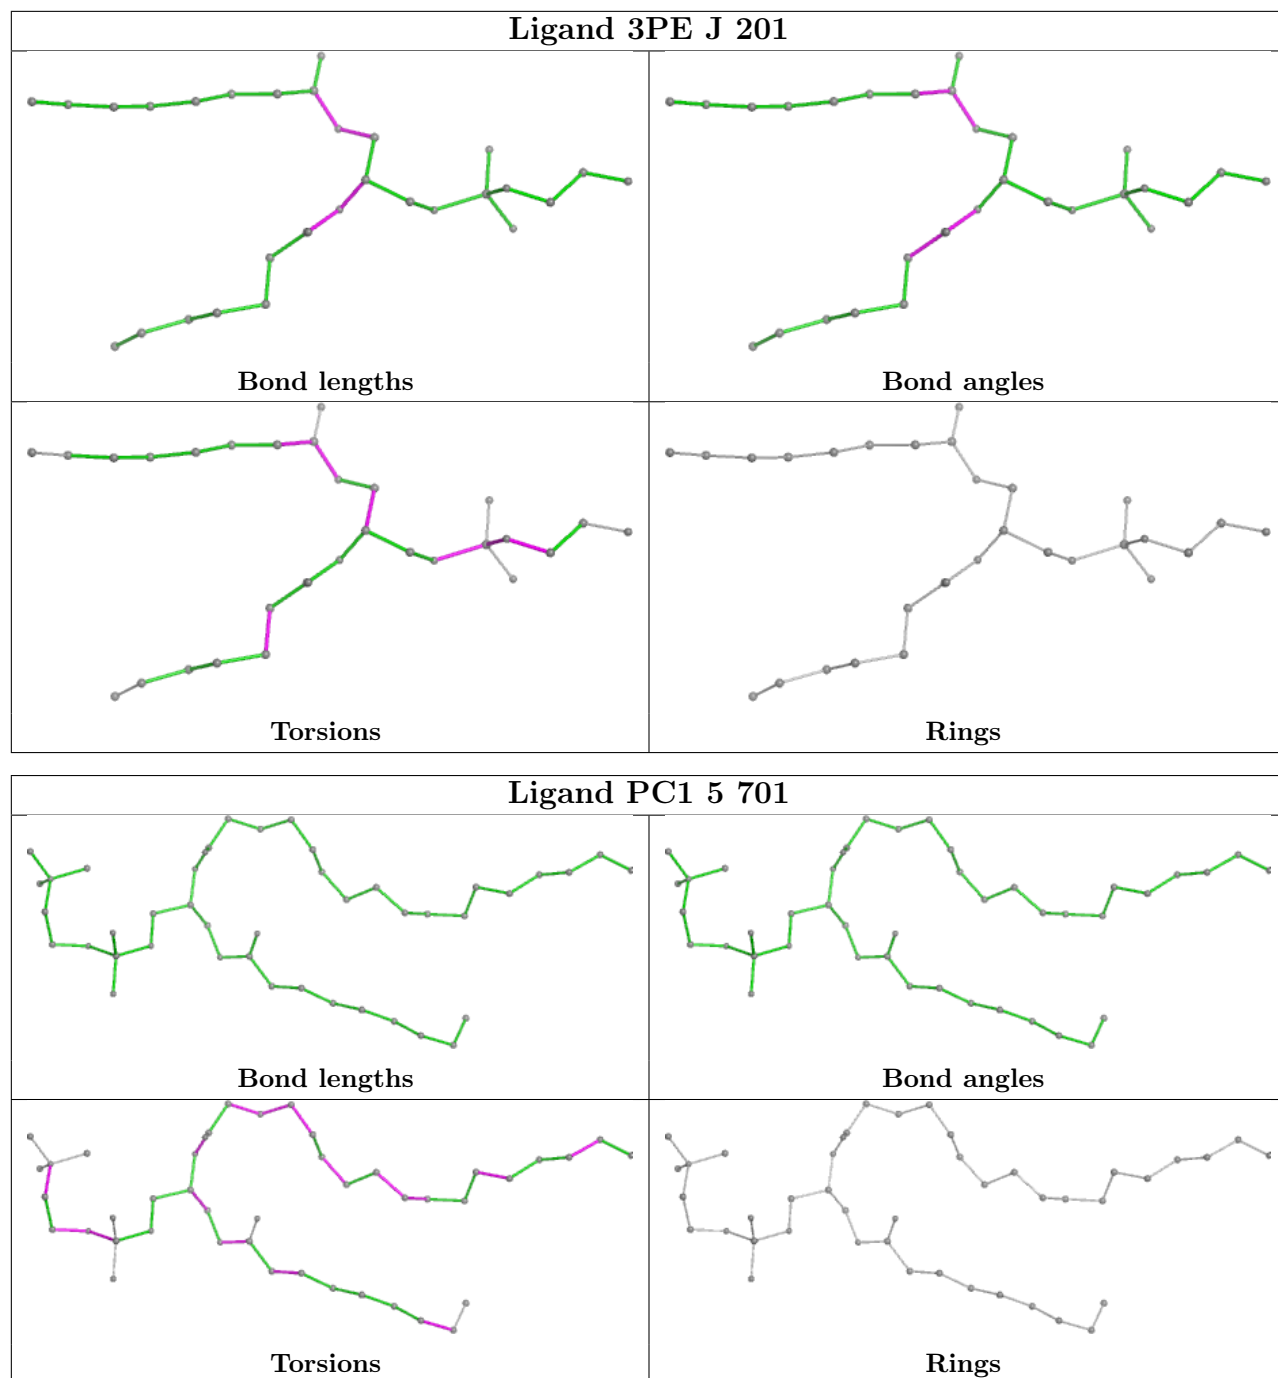 Ligand 3PE J 201
Bond lengths
Bond angles
Torsions
Rings
Ligand PC1 5 701
Bond lengths
Bond angles
Torsions
Rings